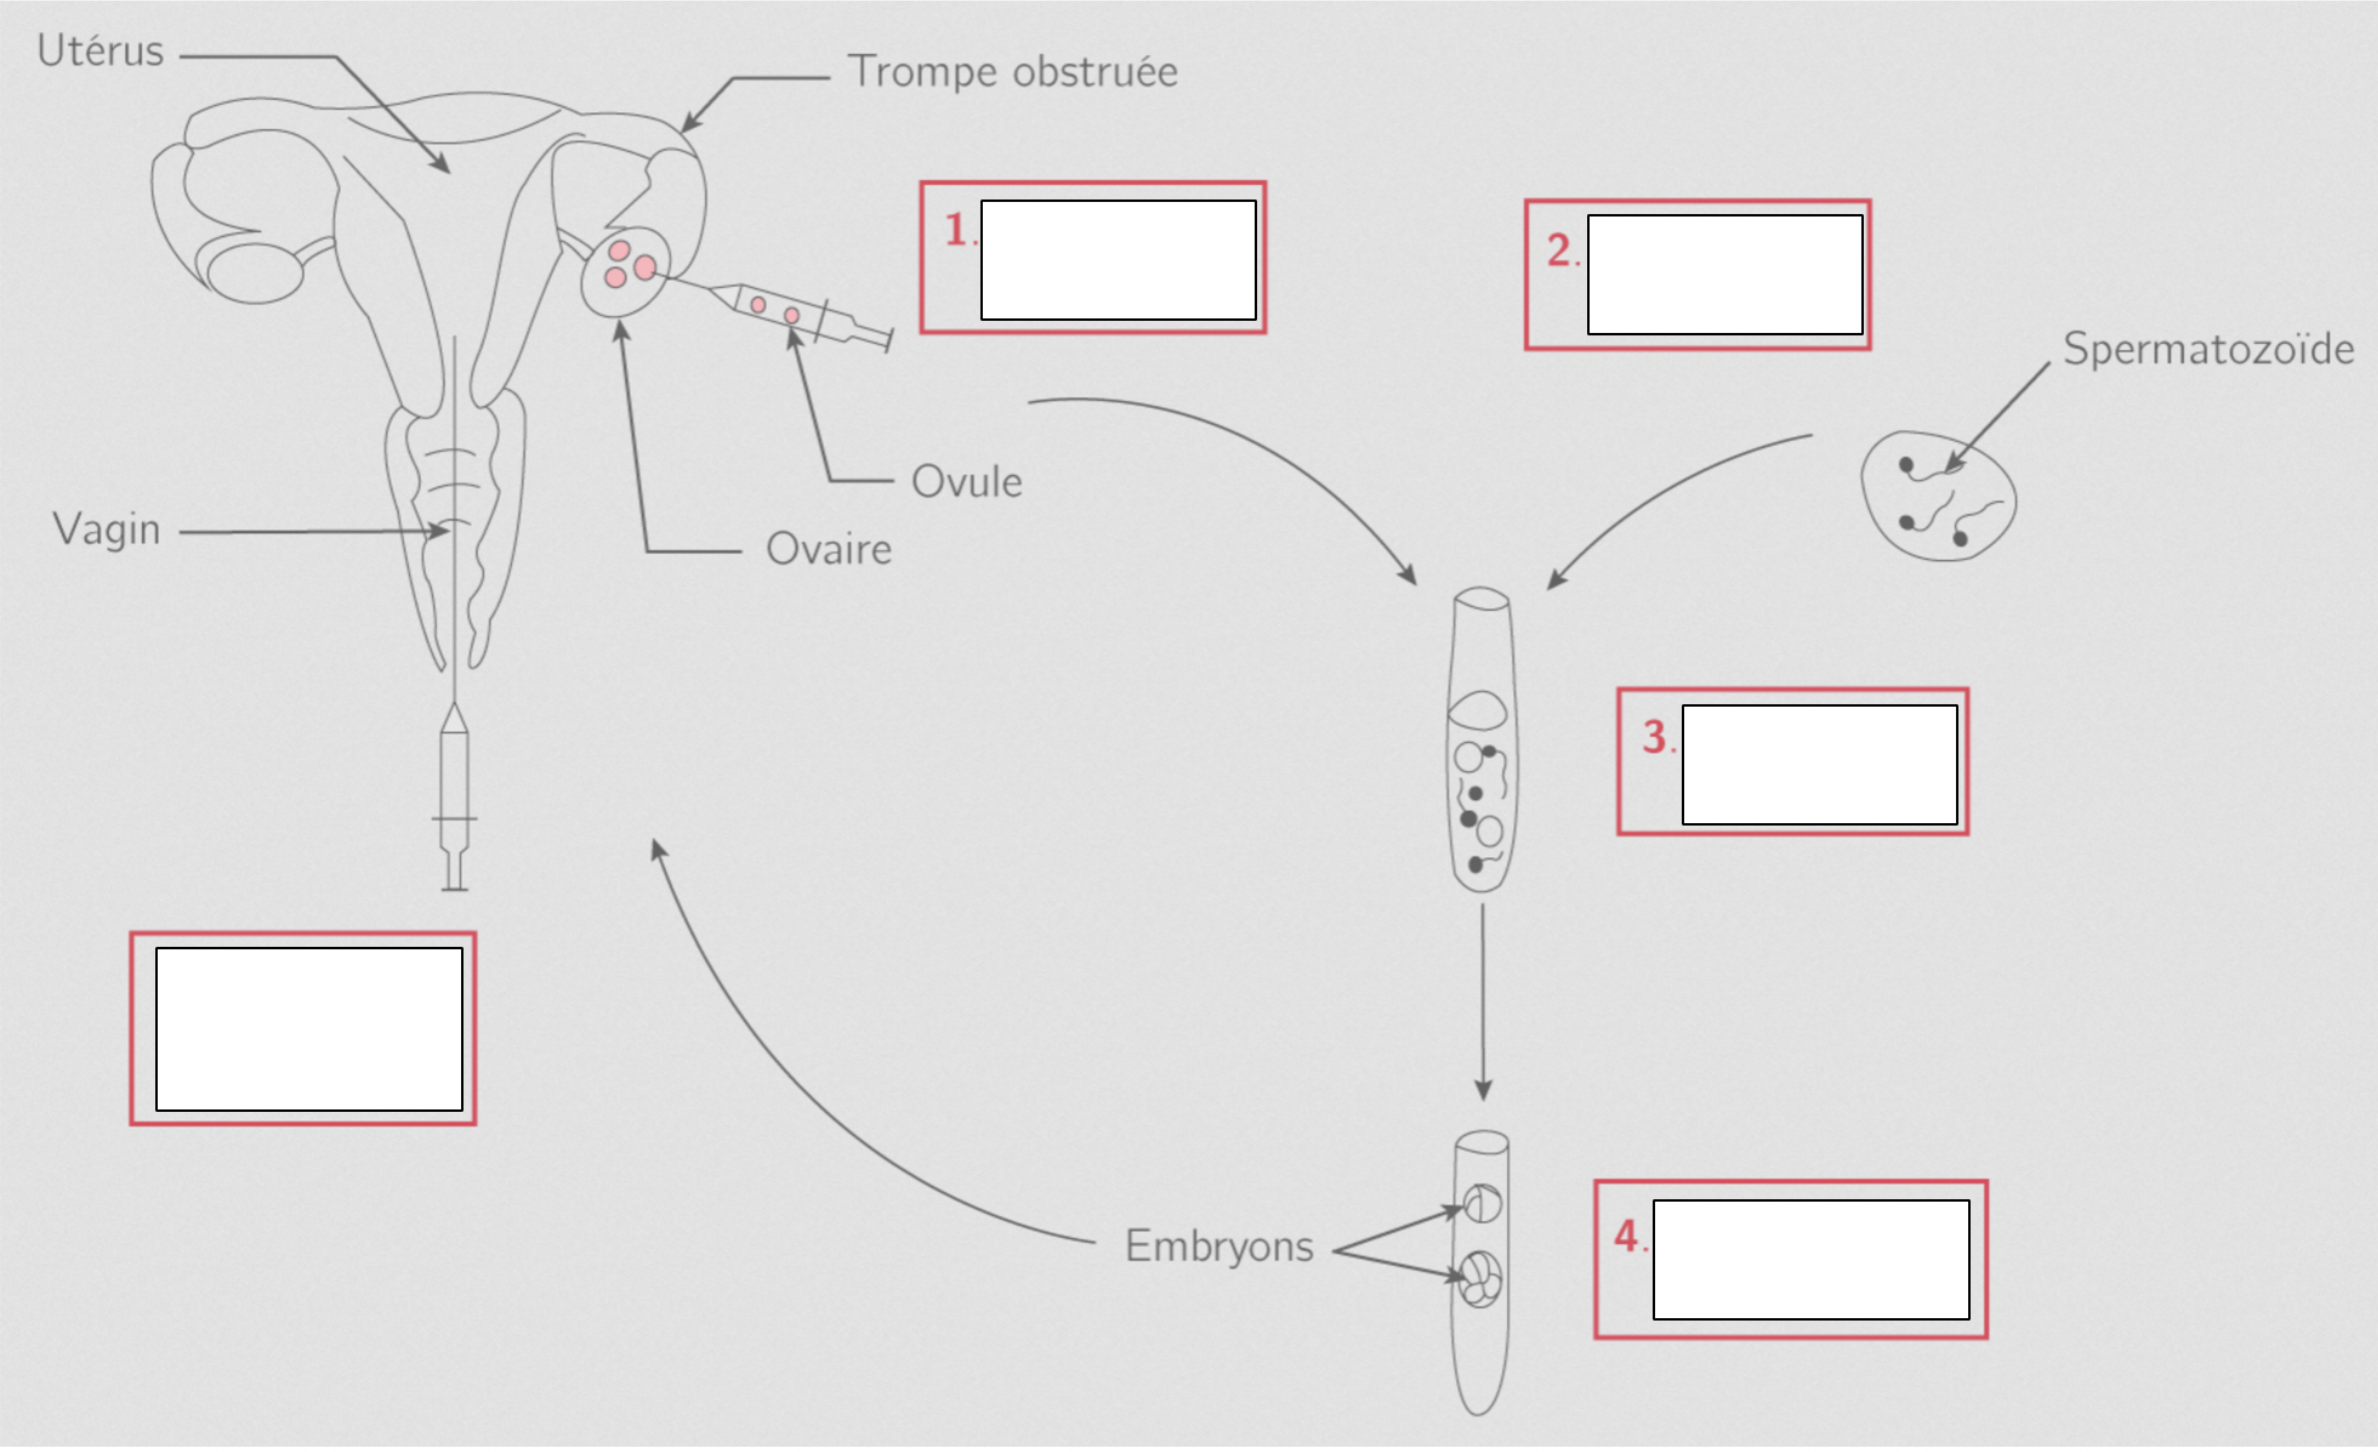 Utérus
Trompe obstruée
1.
2.
Spermatozoïde
Ovule
Vagin
Ovaire
3.
Embryons
4.